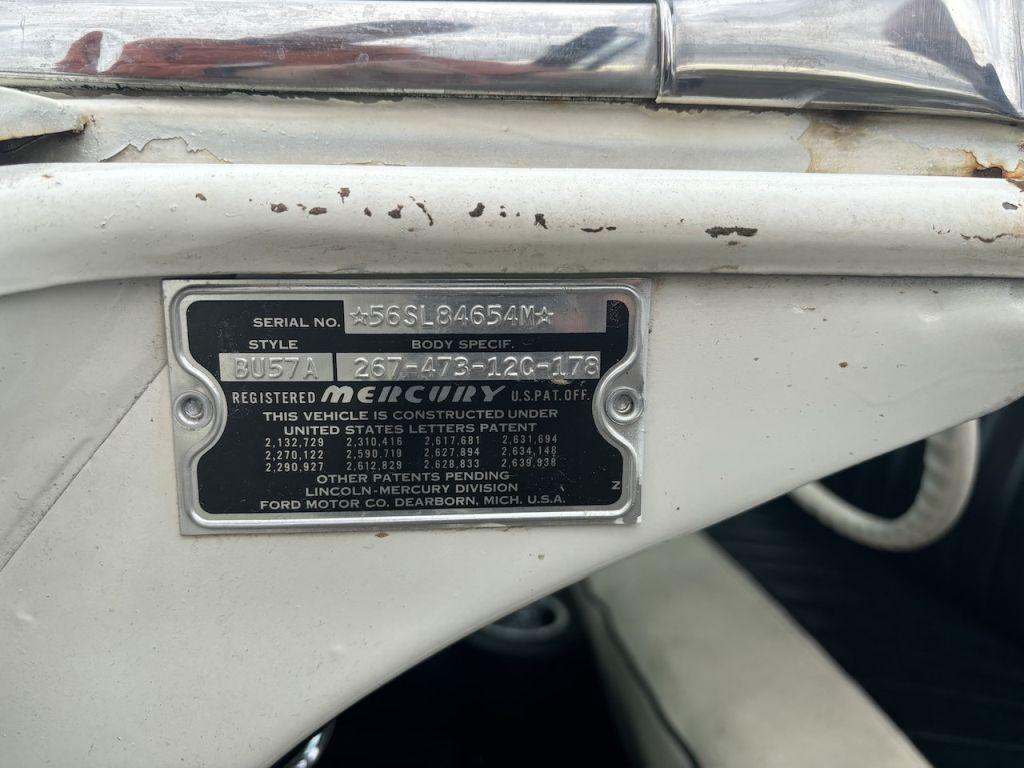 SERIAL NO. ☆56SL84654M☆
STYLE BODY SPECIF.
BU57A 267-473-12C-178
REGISTERED MERCURY U.S. PAT. OFF.
THIS VEHICLE IS CONSTRUCTED UNDER
UNITED STATES LETTERS PATENT
2,132,729 2,310,416 2,617,681 2,631,694
2,270,122 2,590,719 2,627,894 2,634,148
2,290,927 2,612,829 2,628,833 2,639,938
OTHER PATENTS PENDING
LINCOLN-MERCURY DIVISION Z
FORD MOTOR CO. DEARBORN, MICH. U.S.A.